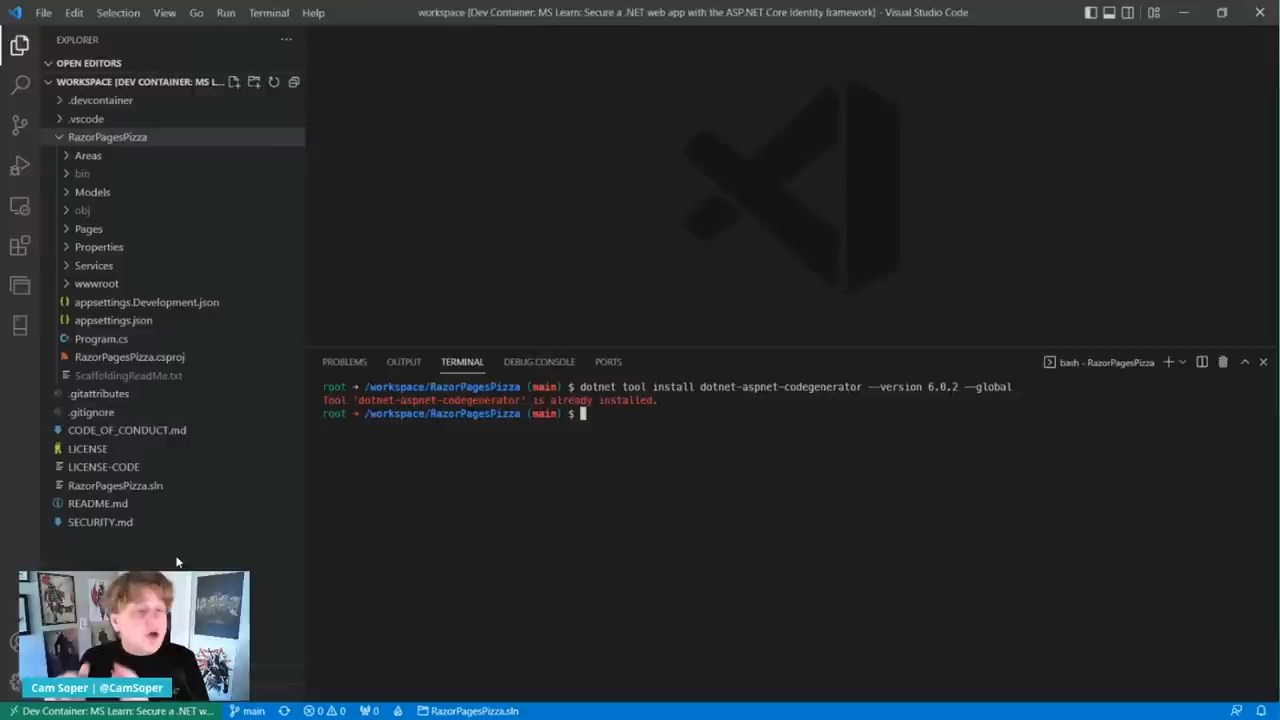 File Edit Selection View Go Run Terminal Help
workspace [Dev Container: MS Learn: Secure a .NET web app with the ASP.NET Core Identity framework] - Visual Studio Code
EXPLORER
OPEN EDITORS
WORKSPACE [DEV CONTAINER: MS L...
.devcontainer
.vscode
RazorPagesPizza
Areas
bin
Models
obj
Pages
Properties
Services
wwwroot
appsettings.Development.json
appsettings.json
Program.cs
RazorPagesPizza.csproj
ScaffoldingReadMe.txt
.gitattributes
.gitignore
CODE_OF_CONDUCT.md
LICENSE
LICENSE-CODE
RazorPagesPizza.sln
README.md
SECURITY.md
PROBLEMS OUTPUT TERMINAL DEBUG CONSOLE PORTS
bash - RazorPagesPizza
root ➜ /workspace/RazorPagesPizza (main) $ dotnet tool install dotnet-aspnet-codegenerator --version 6.0.2 --global
Tool 'dotnet-aspnet-codegenerator' is already installed.
root ➜ /workspace/RazorPagesPizza (main) $
Cam Soper | @CamSoper
Dev Container: MS Learn: Secure a .NET w... main 0 0 0 RazorPagesPizza.sln